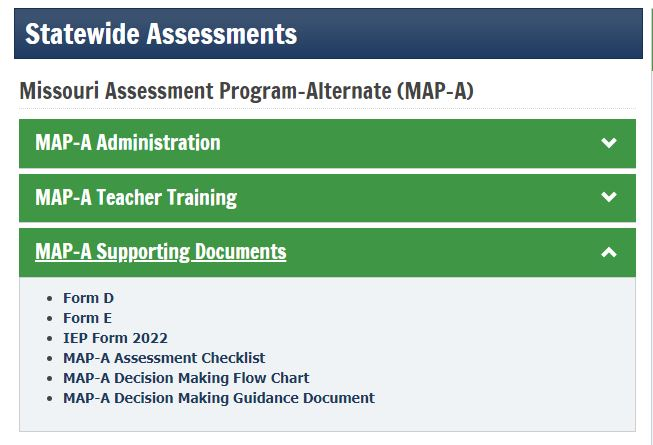 Statewide Assessments
Missouri Assessment Program-Alternate (MAP-A)
MAP-A Administration
MAP-A Teacher Training
MAP-A Supporting Documents
Form D
Form E
IEP Form 2022
MAP-A Assessment Checklist
MAP-A Decision Making Flow Chart
MAP-A Decision Making Guidance Document